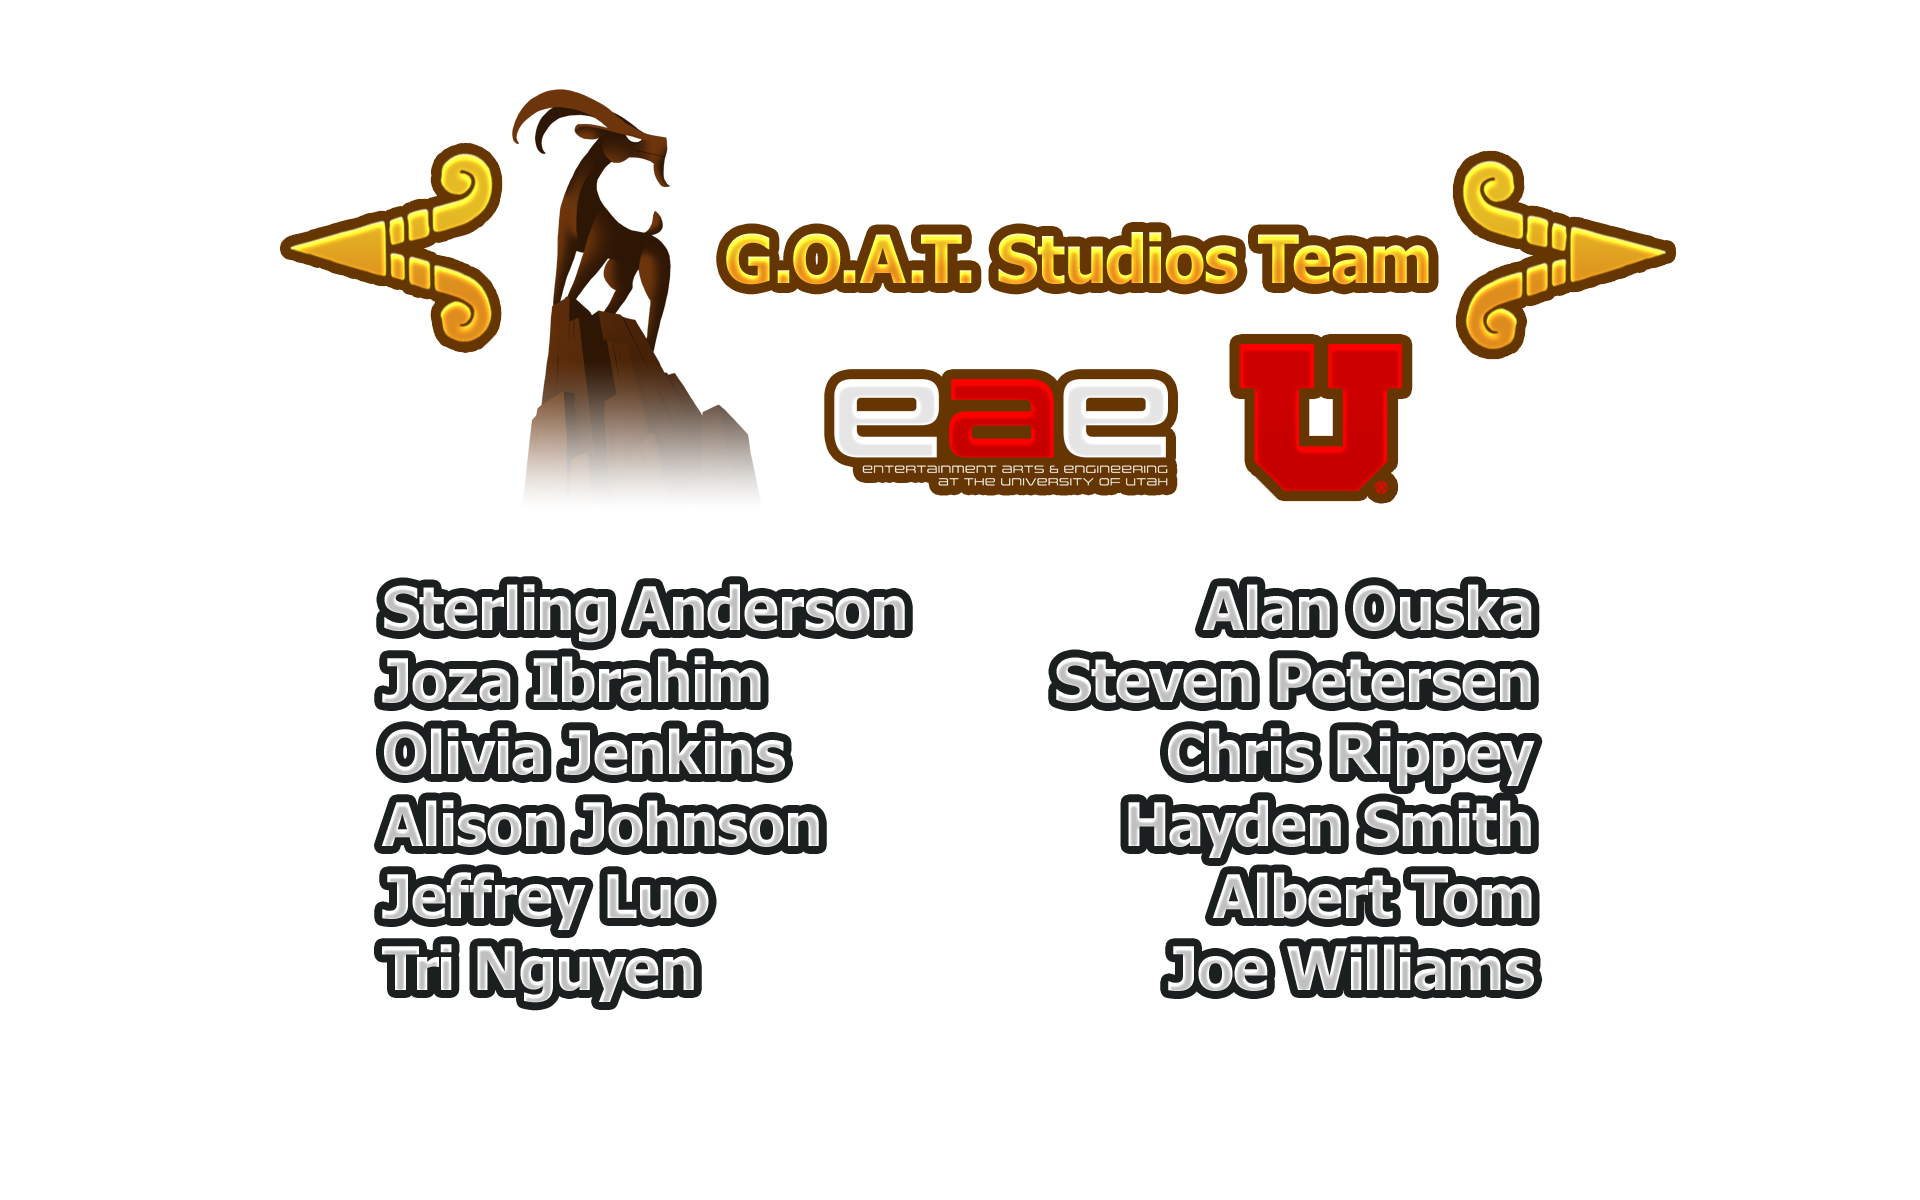 G.O.A.T. Studios Team
eae
U
ENTERTAINMENT ARTS & ENGINEERING
AT THE UNIVERSITY OF UTAH
®
Sterling Anderson
Joza Ibrahim
Olivia Jenkins
Alison Johnson
Jeffrey Luo
Tri Nguyen
Alan Ouska
Steven Petersen
Chris Rippey
Hayden Smith
Albert Tom
Joe Williams